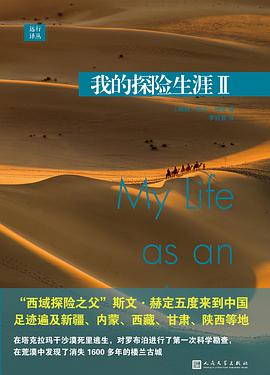 远行
译丛
我的探险生涯 II
My Life
as an
“西域探险之父”斯文·赫定五度来到中国
足迹遍及新疆、内蒙、西藏、甘肃、陕西等地
在塔克拉玛干沙漠死里逃生，对罗布泊进行了第一次科学勘查，
在荒漠中发现了消失 1600 多年的楼兰古城
人民文学出版社